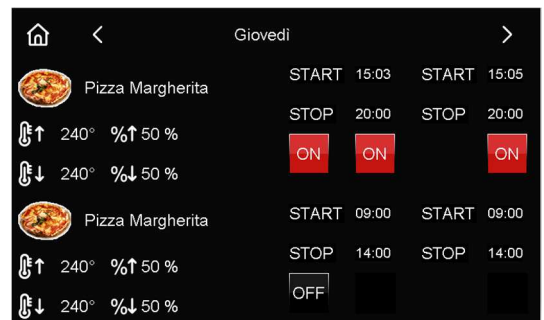 Giovedì
Pizza Margherita START 15:03 START 15:05
STOP 20:00 STOP 20:00
240° % 50 %
ON ON ON
240° % 50 %
Pizza Margherita START 09:00 START 09:00
STOP 14:00 STOP 14:00
240° % 50 %
OFF
240° % 50 %